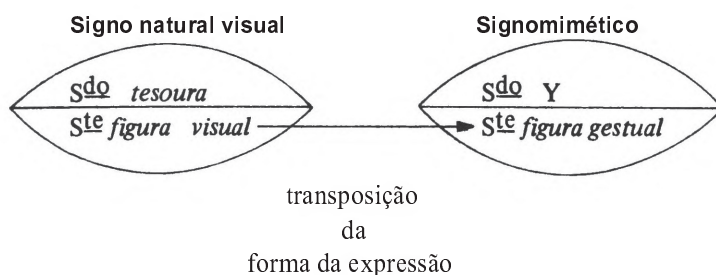 Signo natural visual
Signomimético
Sdo tesoura
Sdo Y
Ste figura visual
Ste figura gestual
transposição
da
forma da expressão